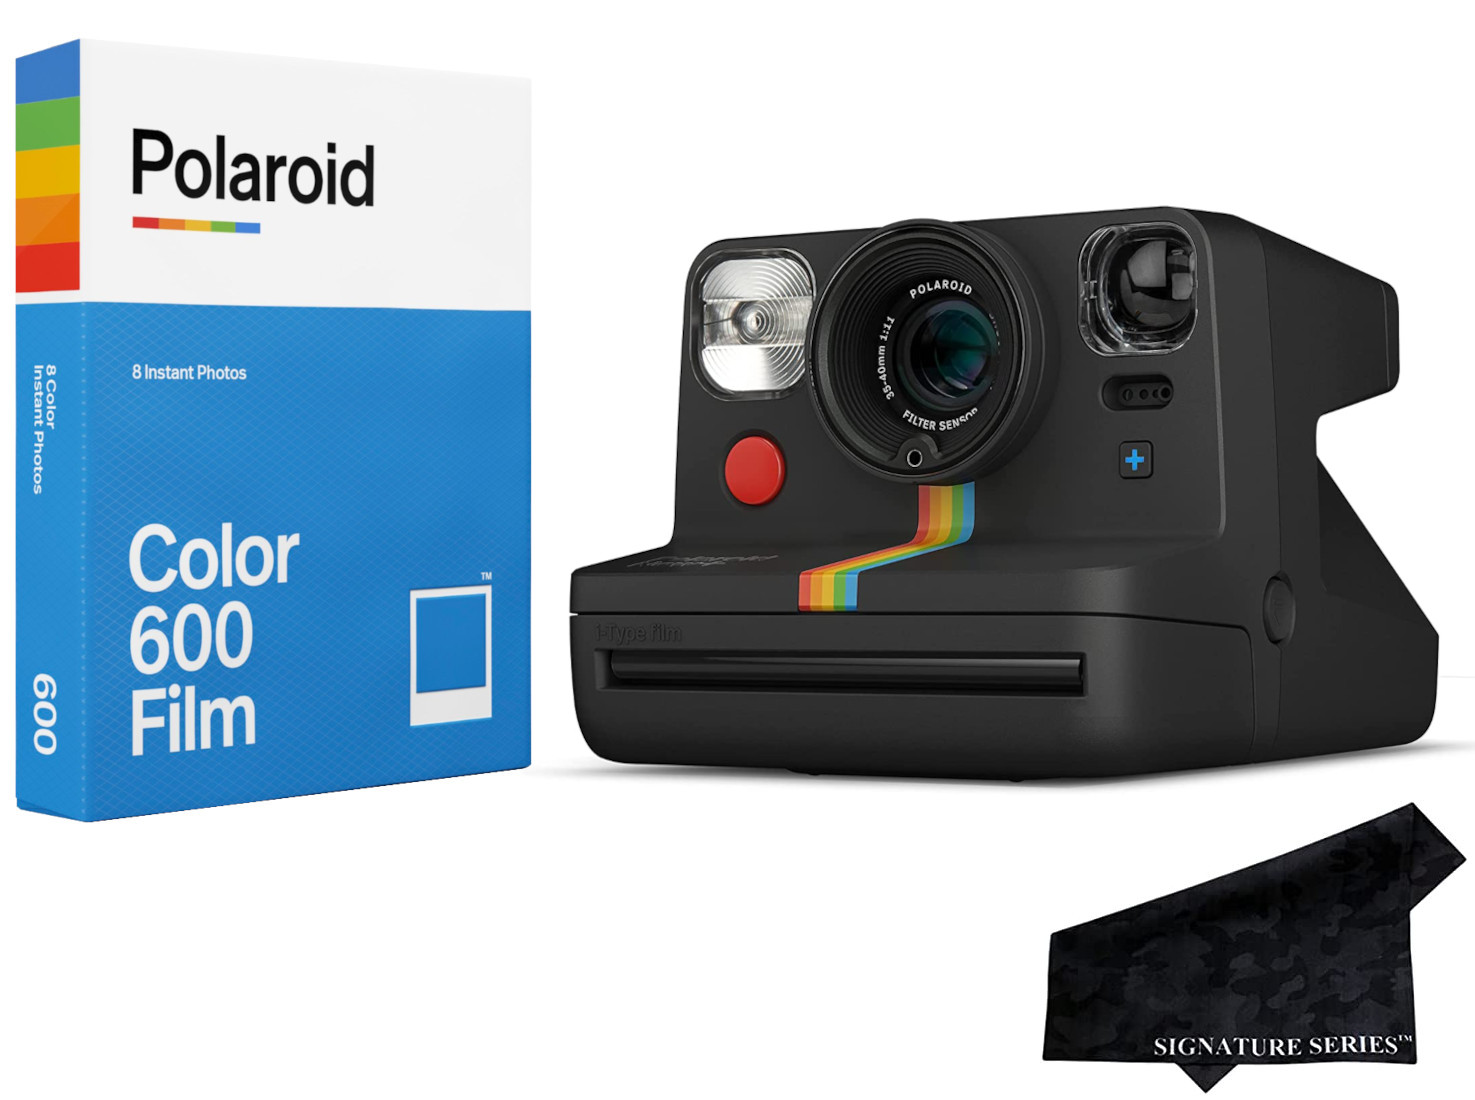 Polaroid
8 Instant Photos
Color
600
Film
TM
8 Color
Instant Photos
600
POLAROID
35-40mm 1:11
FILTER SENSOR
+
i-Type film
SIGNATURE SERIES™